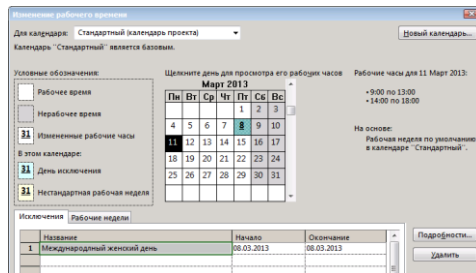 Изменение рабочего времени
Для календаря: Стандартный (календарь проекта)
Новый календарь...
Календарь "Стандартный" является базовым.
Условные обозначения:
Рабочее время
Нерабочее время
31 Измененные рабочие часы
В этом календаре:
31 День исключения
31 Нестандартная рабочая неделя
Щелкните день для просмотра его рабочих часов
Март 2013
Пн Вт Ср Чт Пт Сб Вс
1 2 3
4 5 6 7 8 9 10
11 12 13 14 15 16 17
18 19 20 21 22 23 24
25 26 27 28 29 30 31
Рабочие часы для 11 Март 2013:
• 9:00 по 13:00
• 14:00 по 18:00
На основе:
Рабочая неделя по умолчанию
в календаре "Стандартный".
Исключения Рабочие недели
Название Начало Окончание
1 Международный женский день 08.03.2013 08.03.2013
Подробности...
Удалить